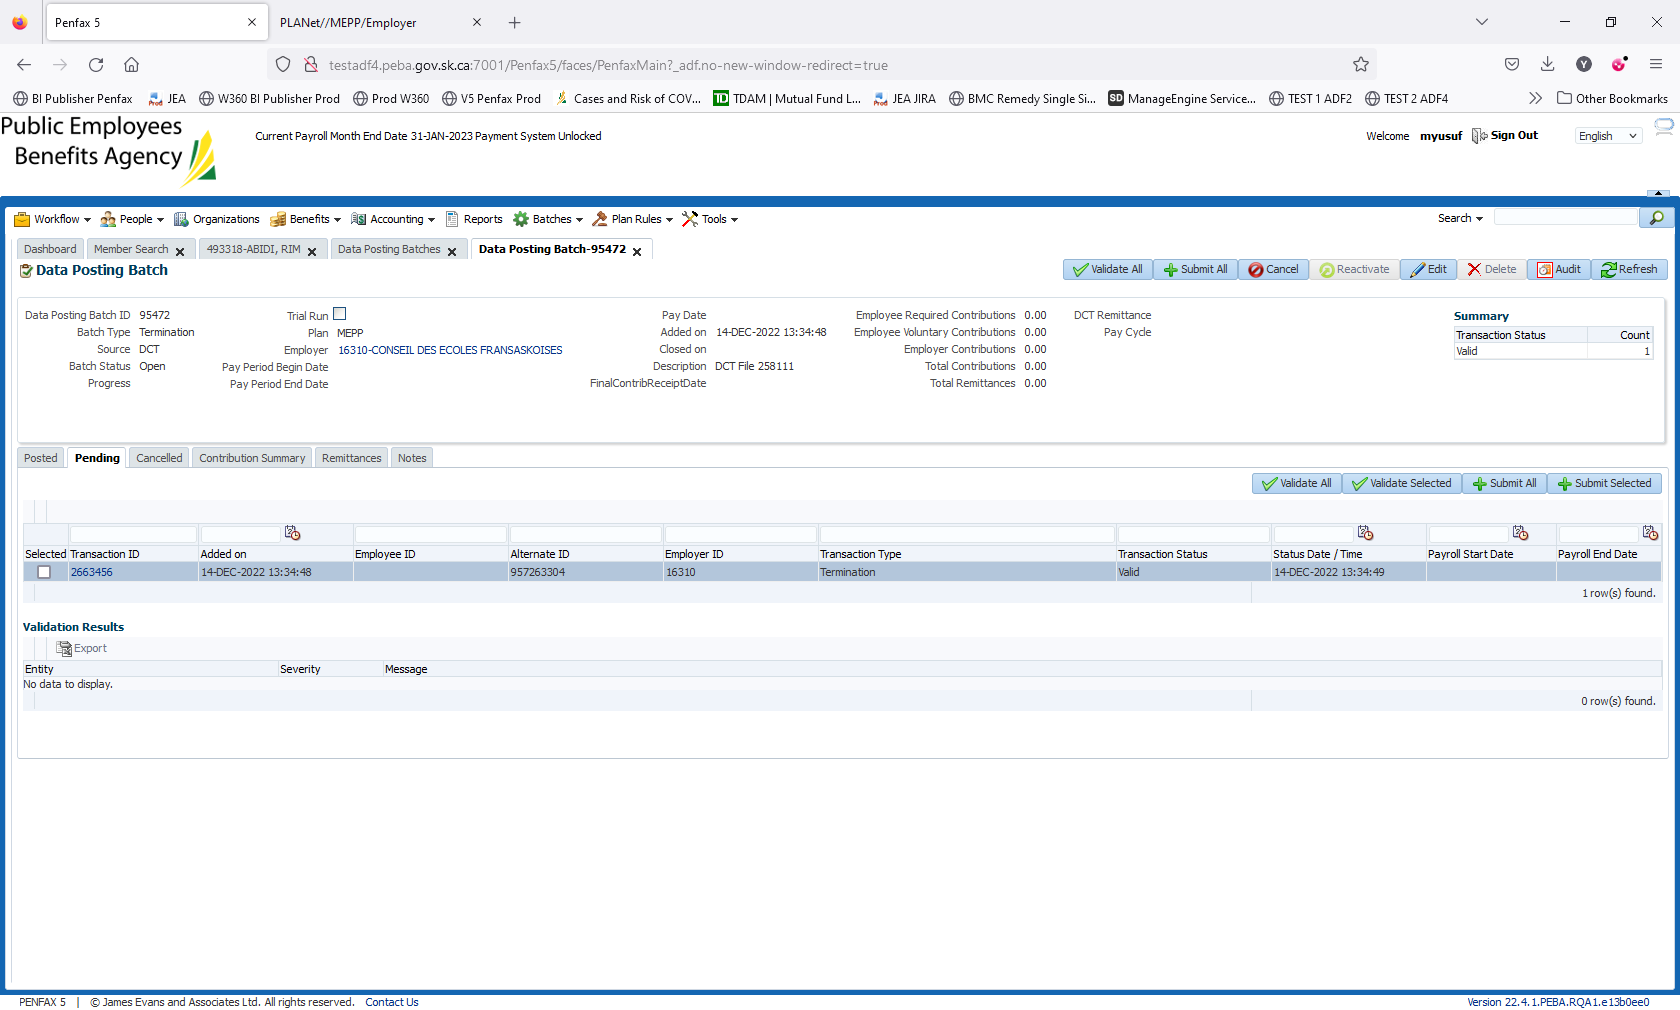 Penfax 5
PLANet//MEPP/Employer
testadf4.peba.gov.sk.ca:7001/Penfax5/faces/PenfaxMain?_adf.no-new-window-redirect=true
BI Publisher Penfax JEA W360 BI Publisher Prod Prod W360 V5 Penfax Prod Cases and Risk of COV... TDAM | Mutual Fund L... JEA JIRA BMC Remedy Single Si... ManageEngine Service... TEST 1 ADF2 TEST 2 ADF4 Other Bookmarks
Public Employees
Benefits Agency
Current Payroll Month End Date 31-JAN-2023 Payment System Unlocked
Welcome myusuf Sign Out English
Workflow People Organizations Benefits Accounting Reports Batches Plan Rules Tools Search
Dashboard Member Search 493318-ABIDI, RIM Data Posting Batches Data Posting Batch-95472
Data Posting Batch
Validate All Submit All Cancel Reactivate Edit Delete Audit Refresh
Data Posting Batch ID 95472
Batch Type Termination
Source DCT
Batch Status Open
Progress
Trial Run
Plan MEPP
Employer 16310-CONSEIL DES ECOLES FRANSASKOISES
Pay Period Begin Date
Pay Period End Date
Pay Date
Added on 14-DEC-2022 13:34:48
Closed on
Description DCT File 258111
FinalContribReceiptDate
Employee Required Contributions 0.00
Employee Voluntary Contributions 0.00
Employer Contributions 0.00
Total Contributions 0.00
Total Remittances 0.00
DCT Remittance
Pay Cycle
Summary
Transaction Status Count
Valid 1
Posted Pending Cancelled Contribution Summary Remittances Notes
Validate All Validate Selected Submit All Submit Selected
Selected Transaction ID Added on Employee ID Alternate ID Employer ID Transaction Type Transaction Status Status Date / Time Payroll Start Date Payroll End Date
2663456 14-DEC-2022 13:34:48 957263304 16310 Termination Valid 14-DEC-2022 13:34:49
1 row(s) found.
Validation Results
Export
Entity Severity Message
No data to display.
0 row(s) found.
PENFAX 5 | © James Evans and Associates Ltd. All rights reserved. Contact Us
Version 22.4.1.PEBA.RQA1.e13b0ee0